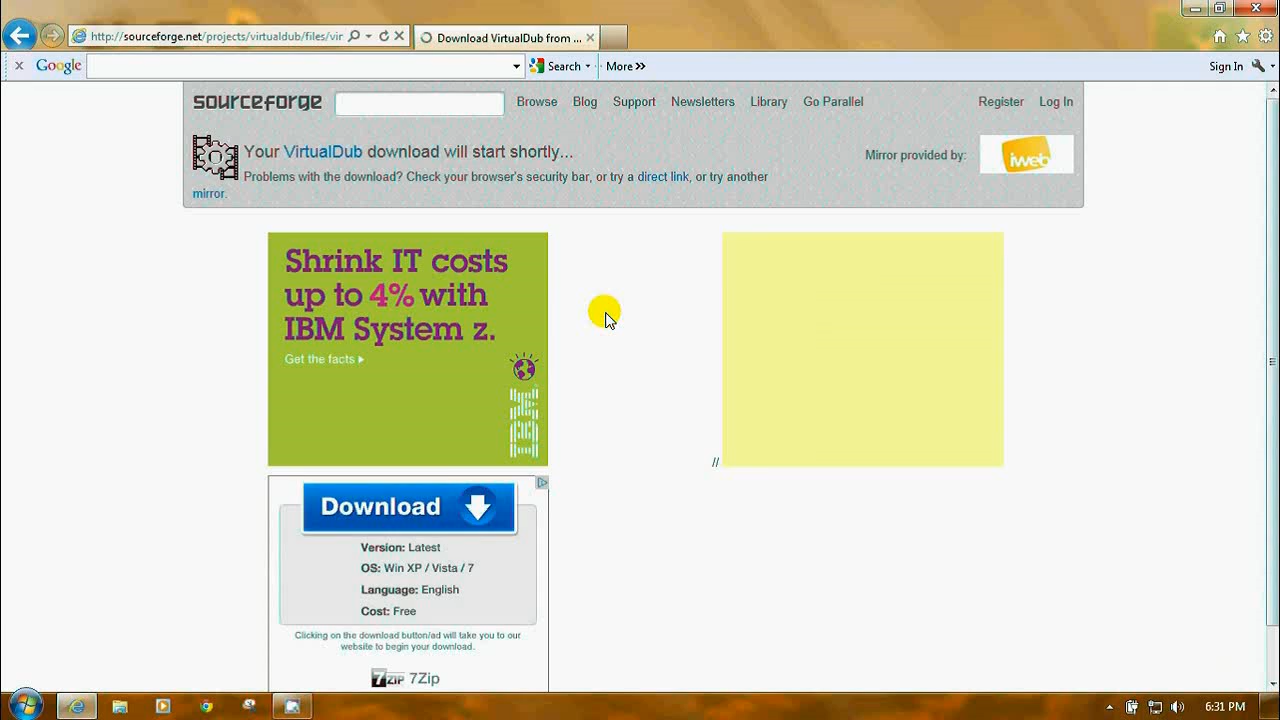 http://sourceforge.net/projects/virtualdub/files/vir
Download VirtualDub from ...
Google
Search
More »
Sign In
sourceforge
Browse Blog Support Newsletters Library Go Parallel
Register Log In
Your VirtualDub download will start shortly...
Problems with the download? Check your browser's security bar, or try a direct link, or try another
mirror.
Mirror provided by:
iweb
Shrink IT costs
up to 4% with
IBM System z.
Get the facts
IBM
//
Download
Version: Latest
OS: Win XP / Vista / 7
Language: English
Cost: Free
Clicking on the download button/ad will take you to our
website to begin your download.
7ZIP 7Zip
6:31 PM